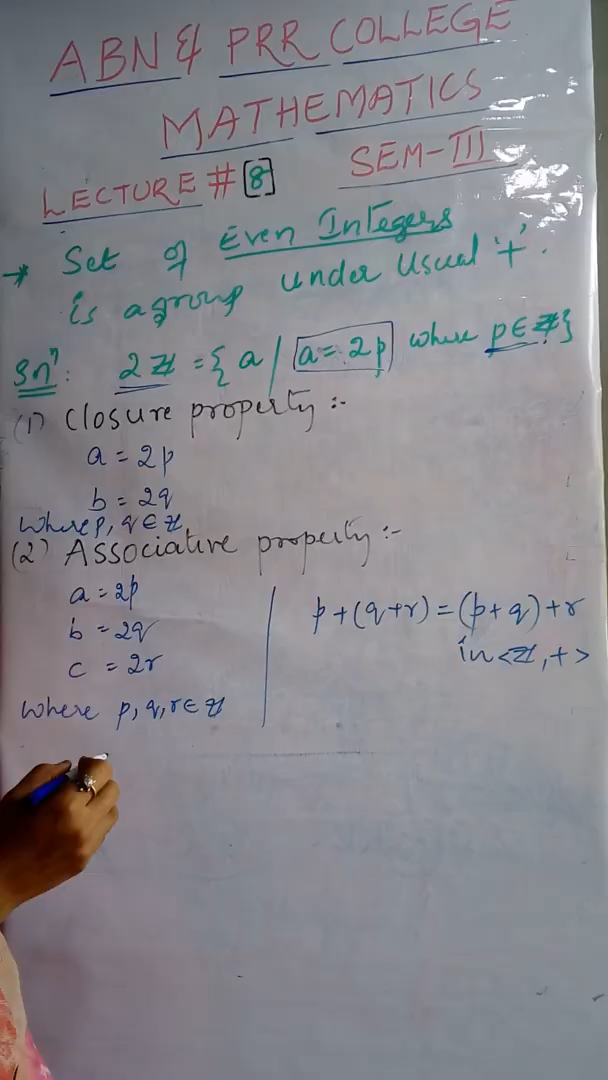 ABN & PRR COLLEGE
MATHEMATICS
SEM-III
LECTURE # [8]
* Set of Even Integers
is a group under usual '+'.
Sn^n: 2ℤ = { a / a = 2p where p ∈ ℤ }
(1) Closure property :-
a = 2p
b = 2q
where p, q ∈ ℤ
(2) Associative property :-
a = 2p
b = 2q
c = 2r
where p, q, r ∈ ℤ
p + (q+r) = (p+q) + r
in <ℤ, +>